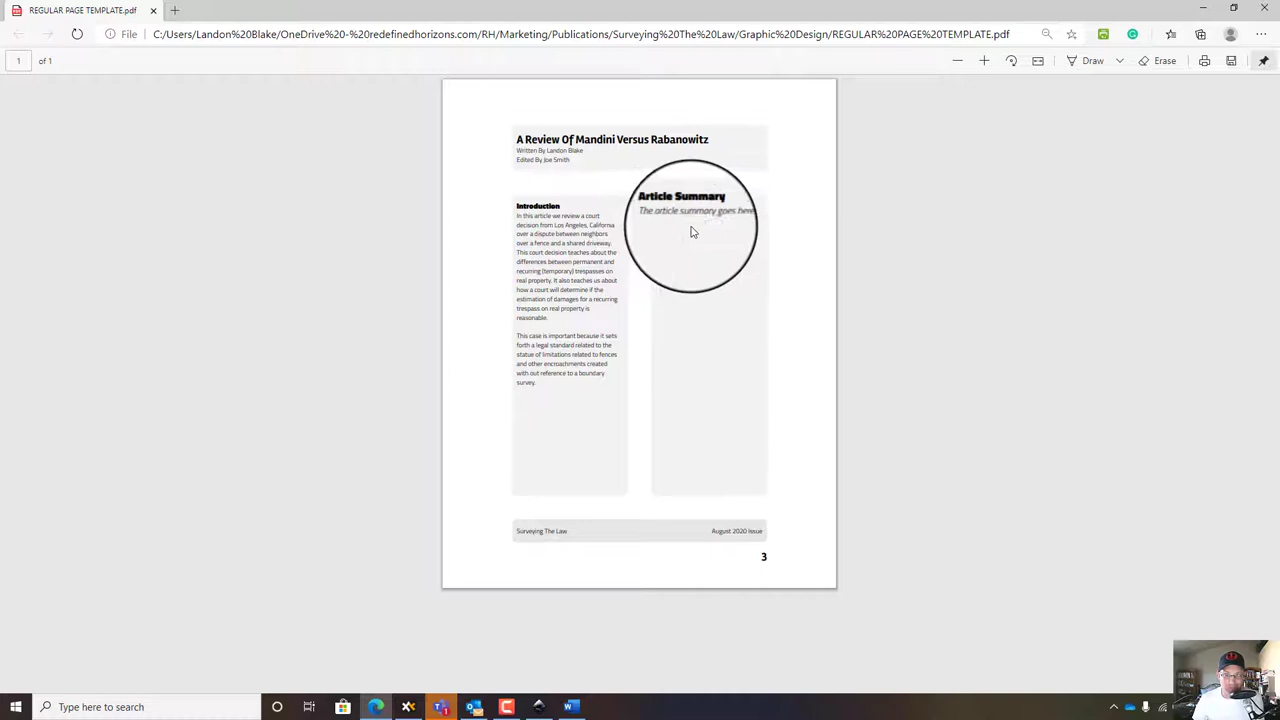 REGULAR PAGE TEMPLATE.pdf
File
C:/Users/Landon%20Blake/OneDrive%20-%20redefinedhorizons.com/RH/Marketing/Publications/Surveying%20The%20Law/Graphic%20Design/REGULAR%20PAGE%20TEMPLATE.pdf
1 of 1
Draw
Erase
A Review Of Mandini Versus Rabanowitz
Written By Landon Blake
Edited By Joe Smith
Introduction
In this article we review a court
decision from Los Angeles, California
over a dispute between neighbors
over a fence and a shared driveway.
This court decision teaches about the
differences between permanent and
recurring (temporary) trespasses on
real property. It also teaches us about
how a court will determine if the
estimation of damages for a recurring
trespass on real property is
reasonable.
This case is important because it sets
forth a legal standard related to the
statue of limitations related to fences
and other encroachments created
with out reference to a boundary
survey.
Article Summary
The article summary goes here
Surveying The Law
August 2020 Issue
3
Type here to search